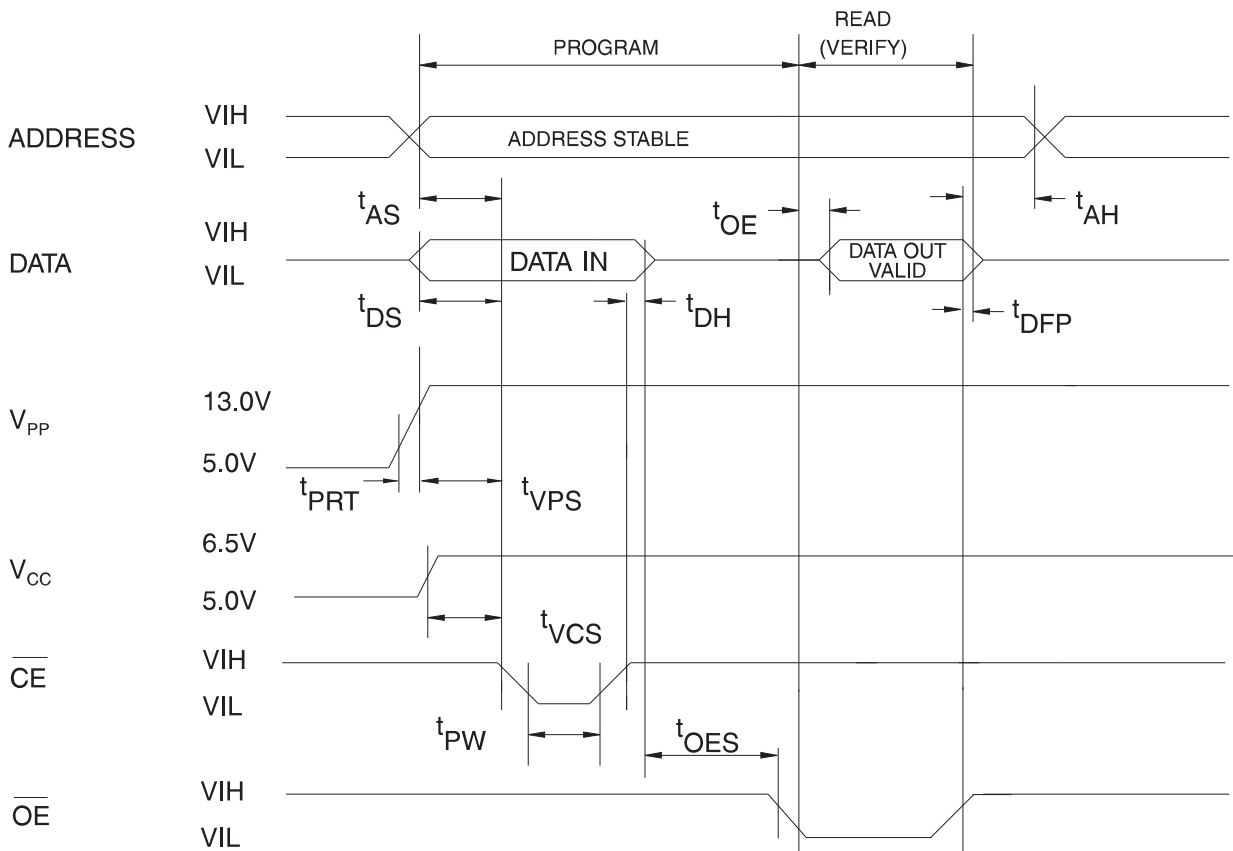 READ
PROGRAM (VERIFY)
ADDRESS VIH
VIL
ADDRESS STABLE
tAS
tOE
tAH
DATA VIH
VIL
DATA IN
DATA OUT
VALID
tDS
tDH
tDFP
VPP 13.0V
5.0V
tPRT
tVPS
VCC 6.5V
5.0V
tVCS
CE VIH
VIL
tPW
tOES
OE VIH
VIL